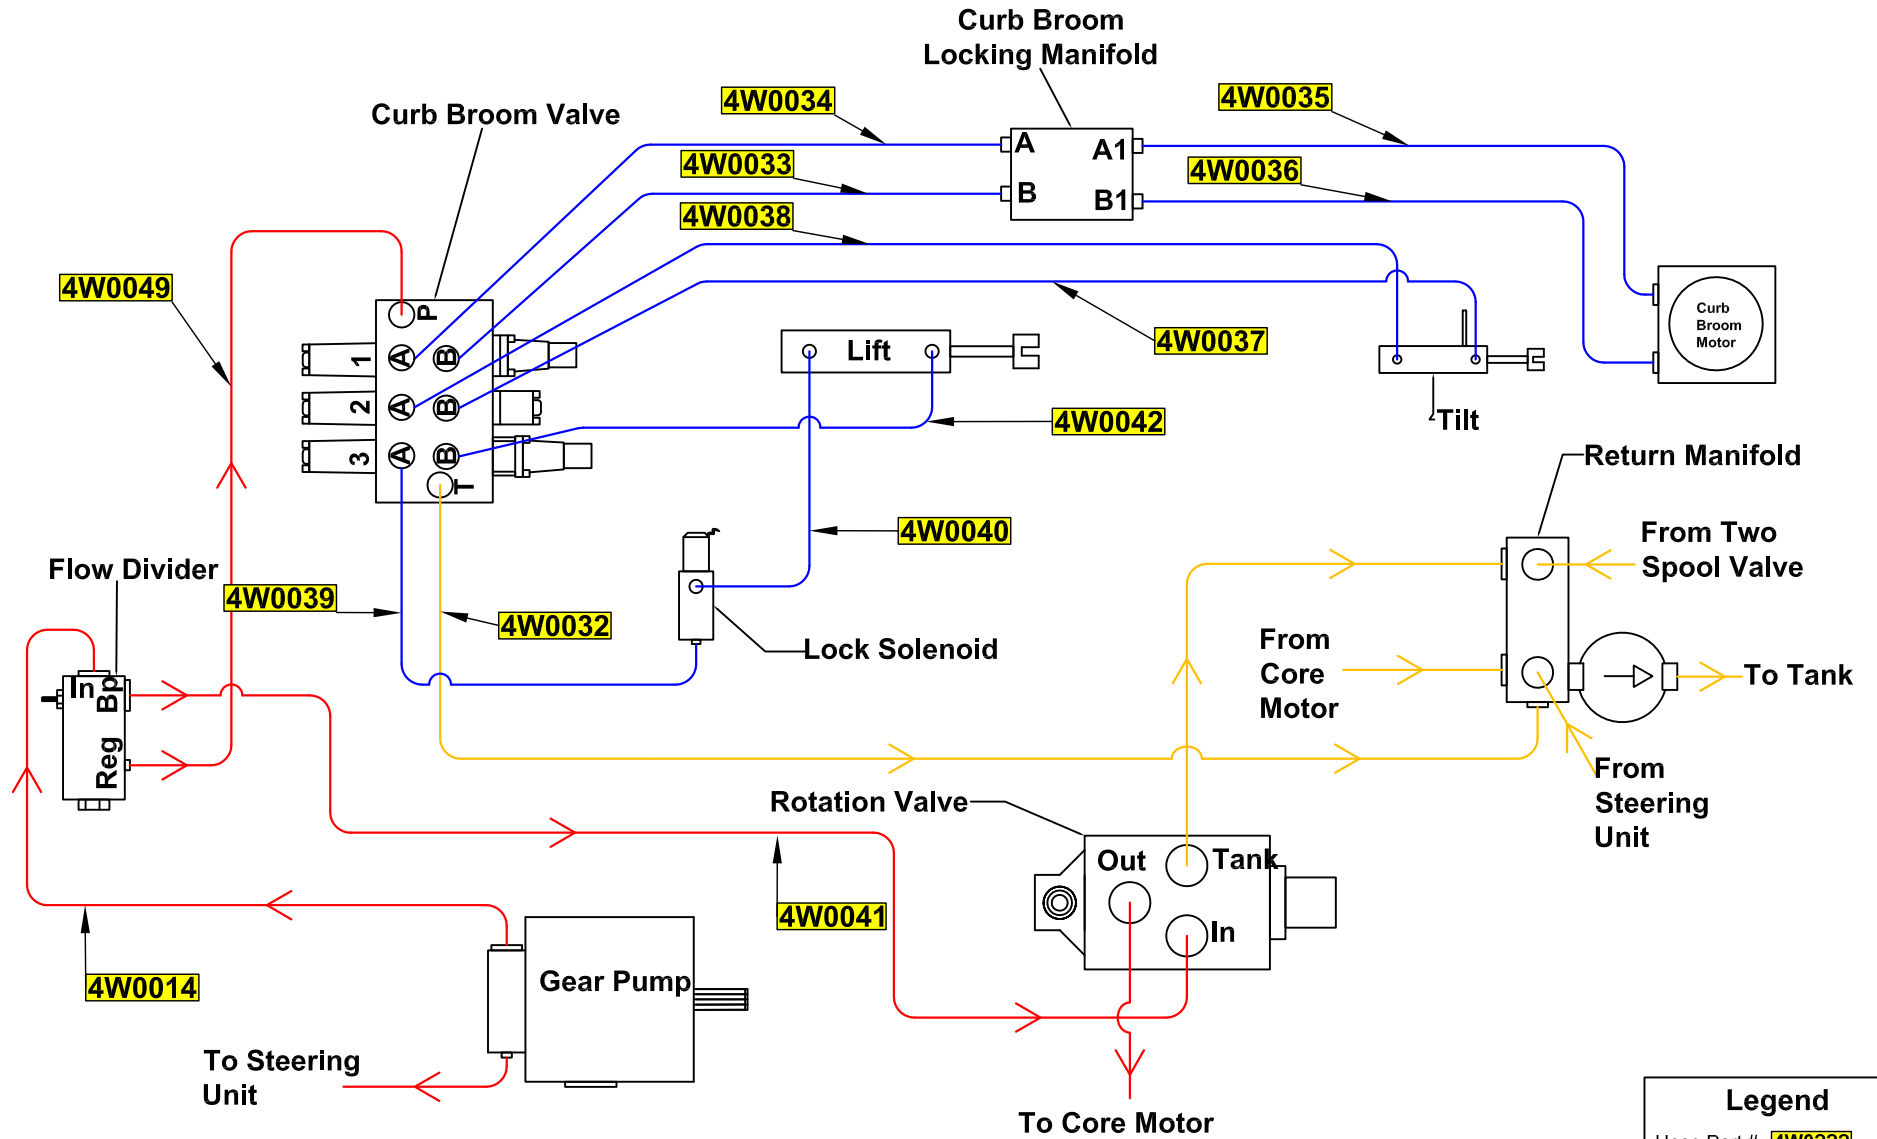 Curb Broom
Locking Manifold
4W0034
4W0035
Curb Broom Valve
A
A1
4W0033
4W0036
B
B1
4W0038
4W0049
P
4W0037
Curb
Broom
Motor
1
A
B
Lift
2
A
B
Tilt
4W0042
3
A
B
T
Return Manifold
4W0040
From Two
Spool Valve
Flow Divider
4W0039
4W0032
Lock Solenoid
From
Core
Motor
To Tank
In
Bp
Reg
From
Steering
Unit
Rotation Valve
Out
Tank
In
4W0041
4W0014
Gear Pump
To Steering
Unit
To Core Motor
Legend